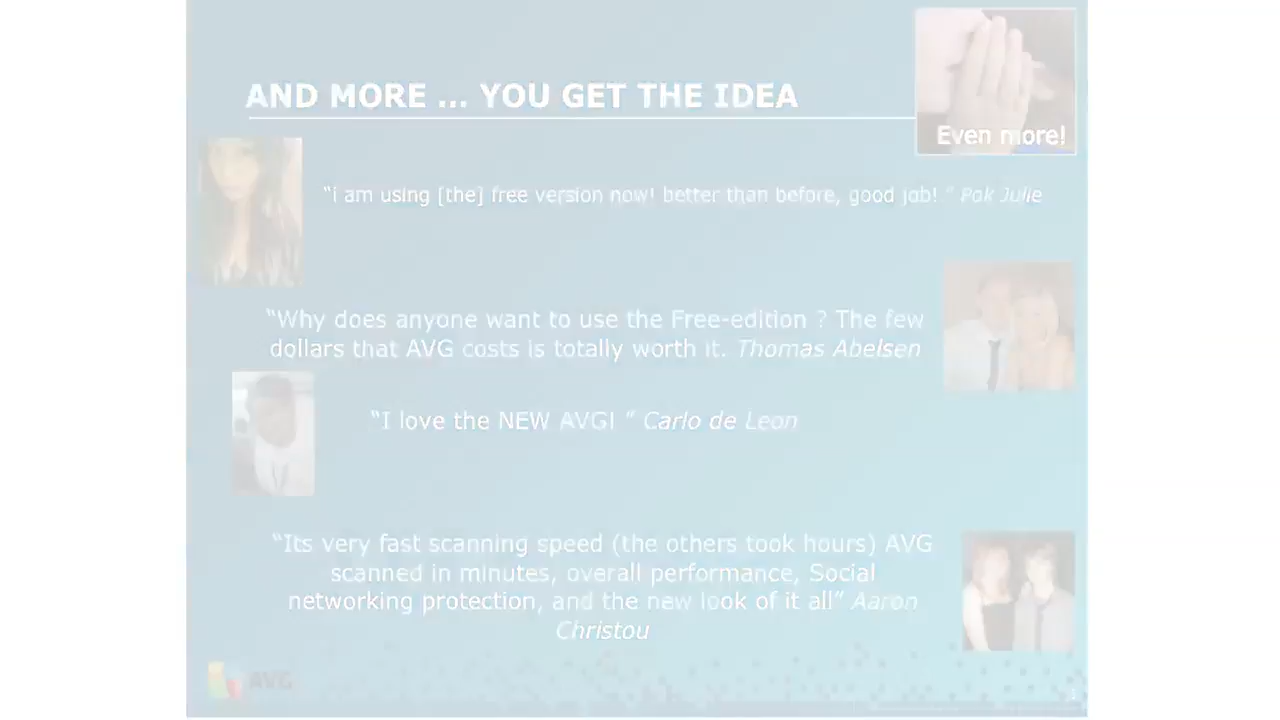 AND MORE ... YOU GET THE IDEA
Even more!
“i am using [the] free version now! better than before, good job! ” Pak Julie
“Why does anyone want to use the Free-edition ? The few
dollars that AVG costs is totally worth it. Thomas Abelsen
“I love the NEW AVG! ” Carlo de Leon
“Its very fast scanning speed (the others took hours) AVG
scanned in minutes, overall performance, Social
networking protection, and the new look of it all” Aaron
Christou
AVG